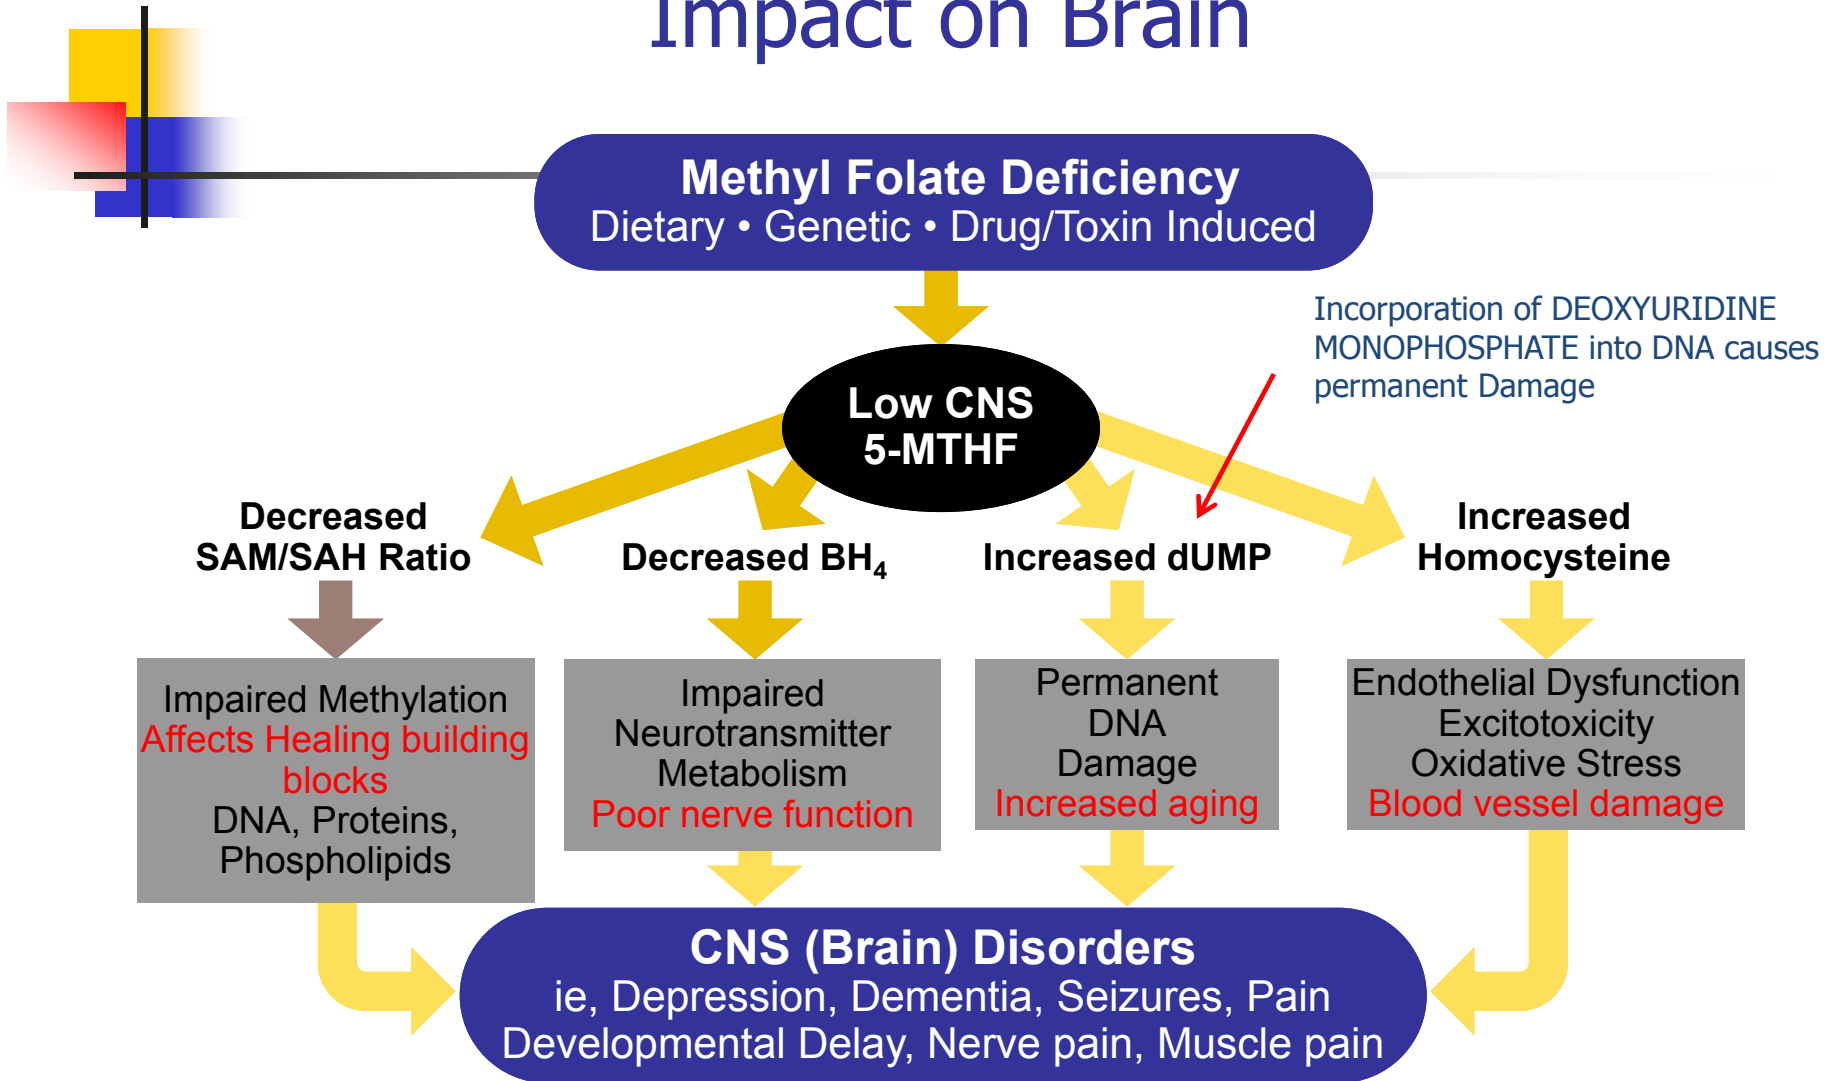 Impact on Brain
Methyl Folate Deficiency
Dietary • Genetic • Drug/Toxin Induced
Incorporation of DEOXYURIDINE
MONOPHOSPHATE into DNA causes
permanent Damage
Low CNS
5-MTHF
Decreased
SAM/SAH Ratio
Decreased BH₄
Increased dUMP
Increased
Homocysteine
Impaired Methylation
Affects Healing building
blocks
DNA, Proteins,
Phospholipids
Impaired
Neurotransmitter
Metabolism
Poor nerve function
Permanent
DNA
Damage
Increased aging
Endothelial Dysfunction
Excitotoxicity
Oxidative Stress
Blood vessel damage
CNS (Brain) Disorders
ie, Depression, Dementia, Seizures, Pain
Developmental Delay, Nerve pain, Muscle pain